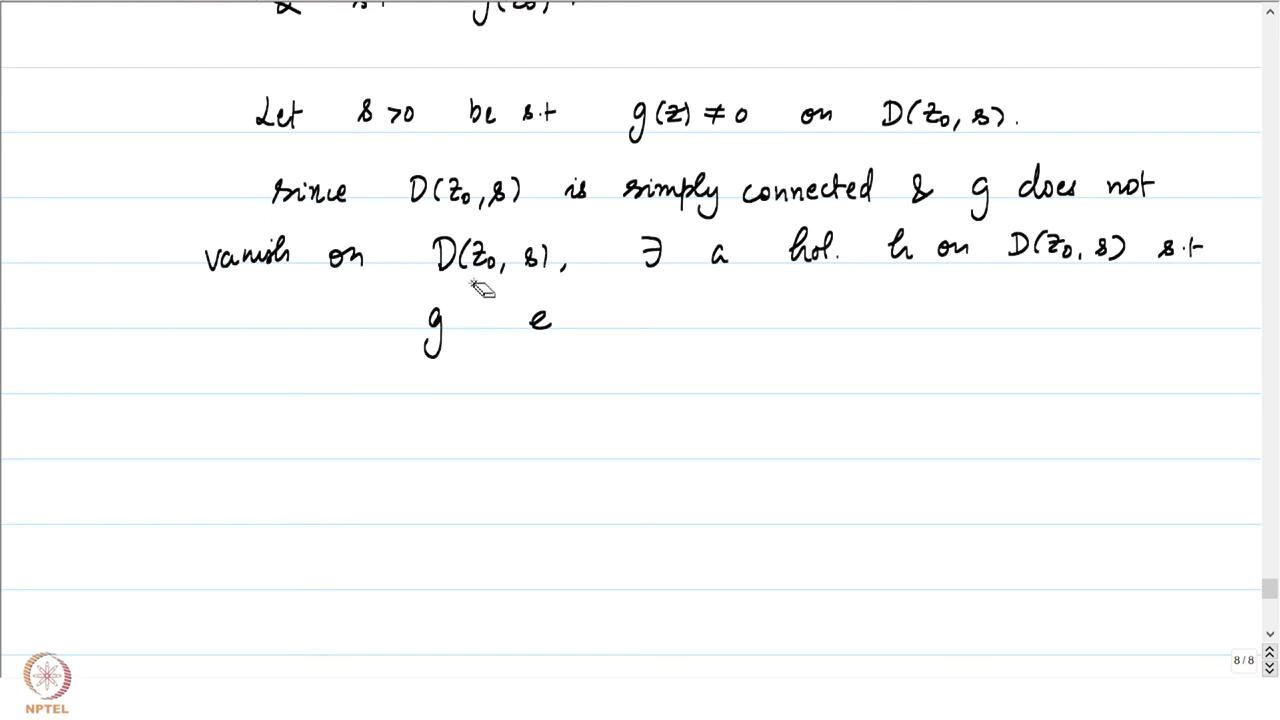 s.t g(z0)
Let s > 0 be s.t g(z) ≠ 0 on D(z₀, s).
since D(z₀, s) is simply connected & g does not
vanish on D(z₀, s), ∃ a hol. h on D(z₀, s) s.t
g e
8 / 8
NPTEL